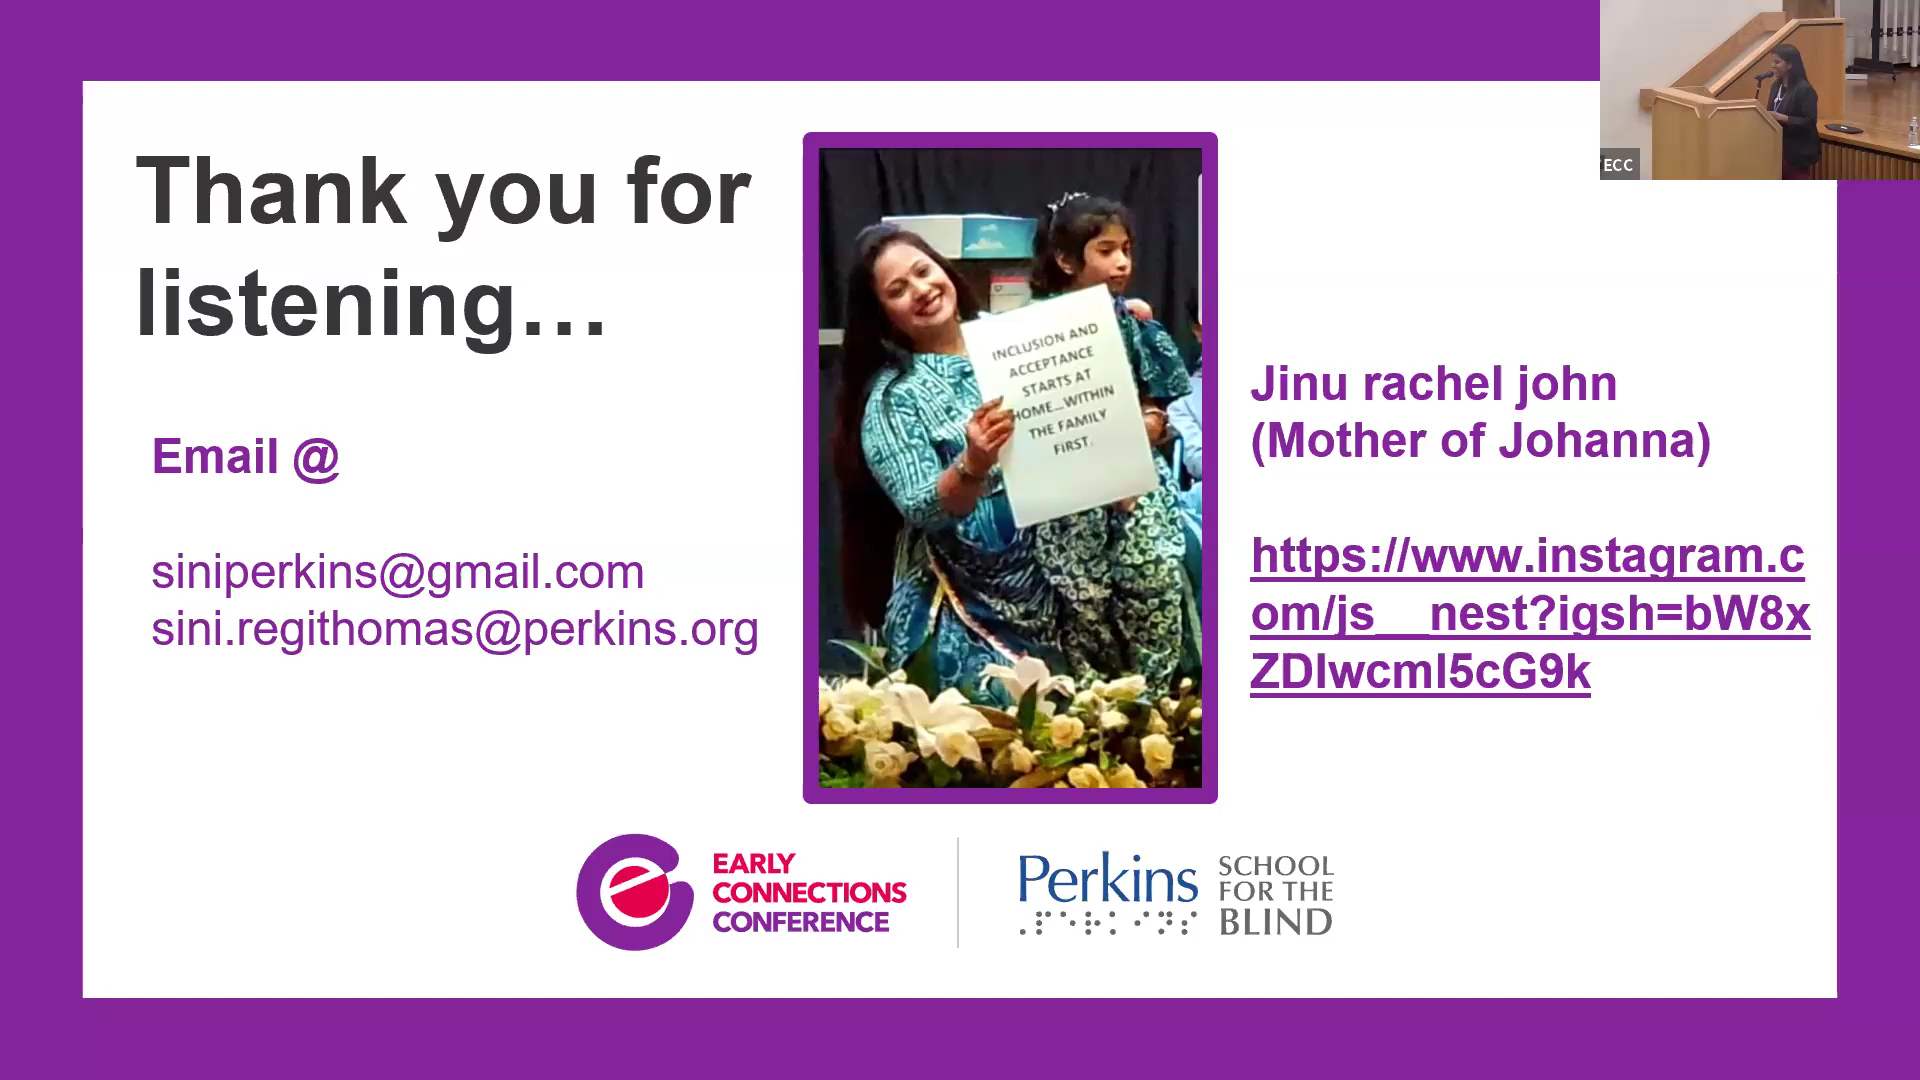 Thank you for
listening...
Email @
siniperkins@gmail.com
sini.regithomas@perkins.org
INCLUSION AND
ACCEPTANCE
STARTS AT
HOME...WITHIN
THE FAMILY
FIRST.
Jinu rachel john
(Mother of Johanna)
https://www.instagram.c
om/js__nest?igsh=bW8x
ZDlwcml5cG9k
ECC
EARLY
CONNECTIONS
CONFERENCE
Perkins
SCHOOL
FOR THE
BLIND